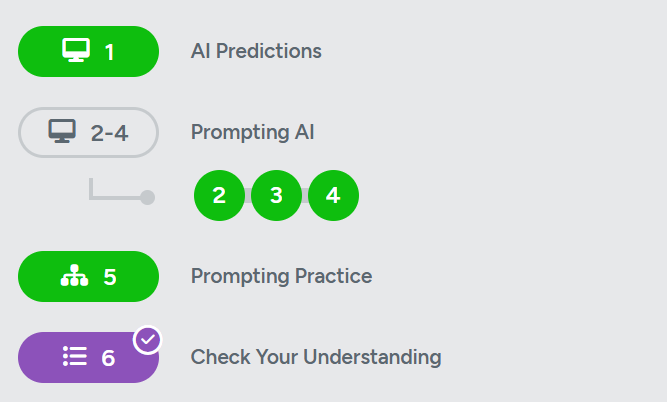 1 AI Predictions
2-4 Prompting AI
2 3 4
5 Prompting Practice
6 Check Your Understanding